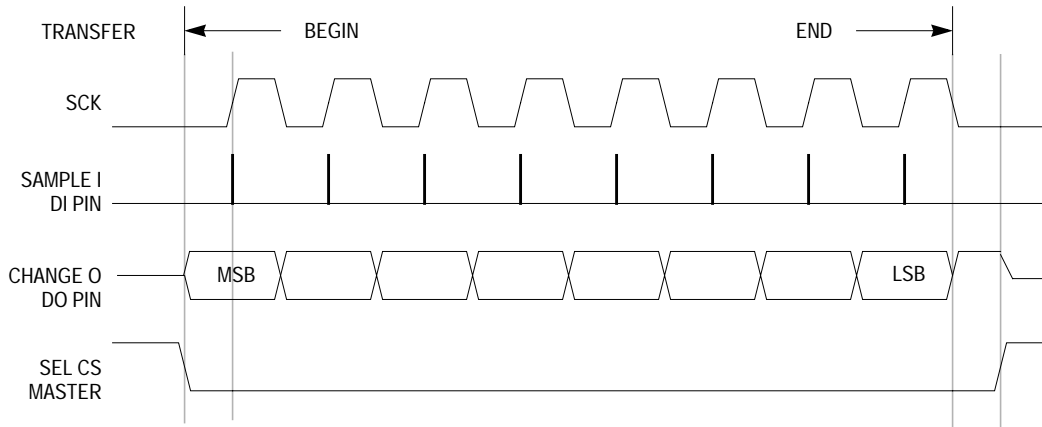 TRANSFER
BEGIN
END
SCK
SAMPLE I
DI PIN
CHANGE O
DO PIN
MSB
LSB
SEL CS
MASTER